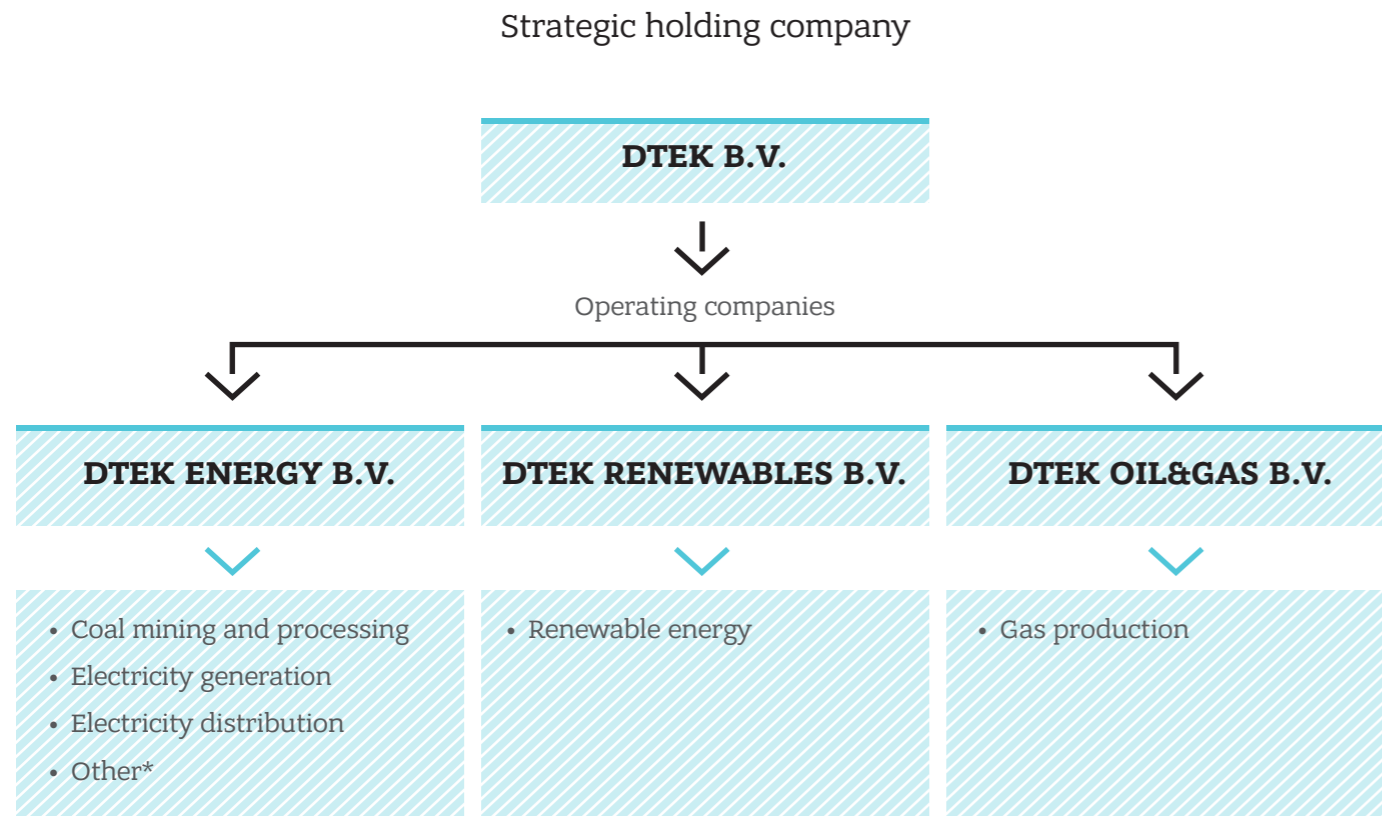 Strategic holding company
DTEK B.V.
Operating companies
DTEK ENERGY B.V.
DTEK RENEWABLES B.V.
DTEK OIL&GAS B.V.
• Coal mining and processing
• Electricity generation
• Electricity distribution
• Other*
• Renewable energy
• Gas production